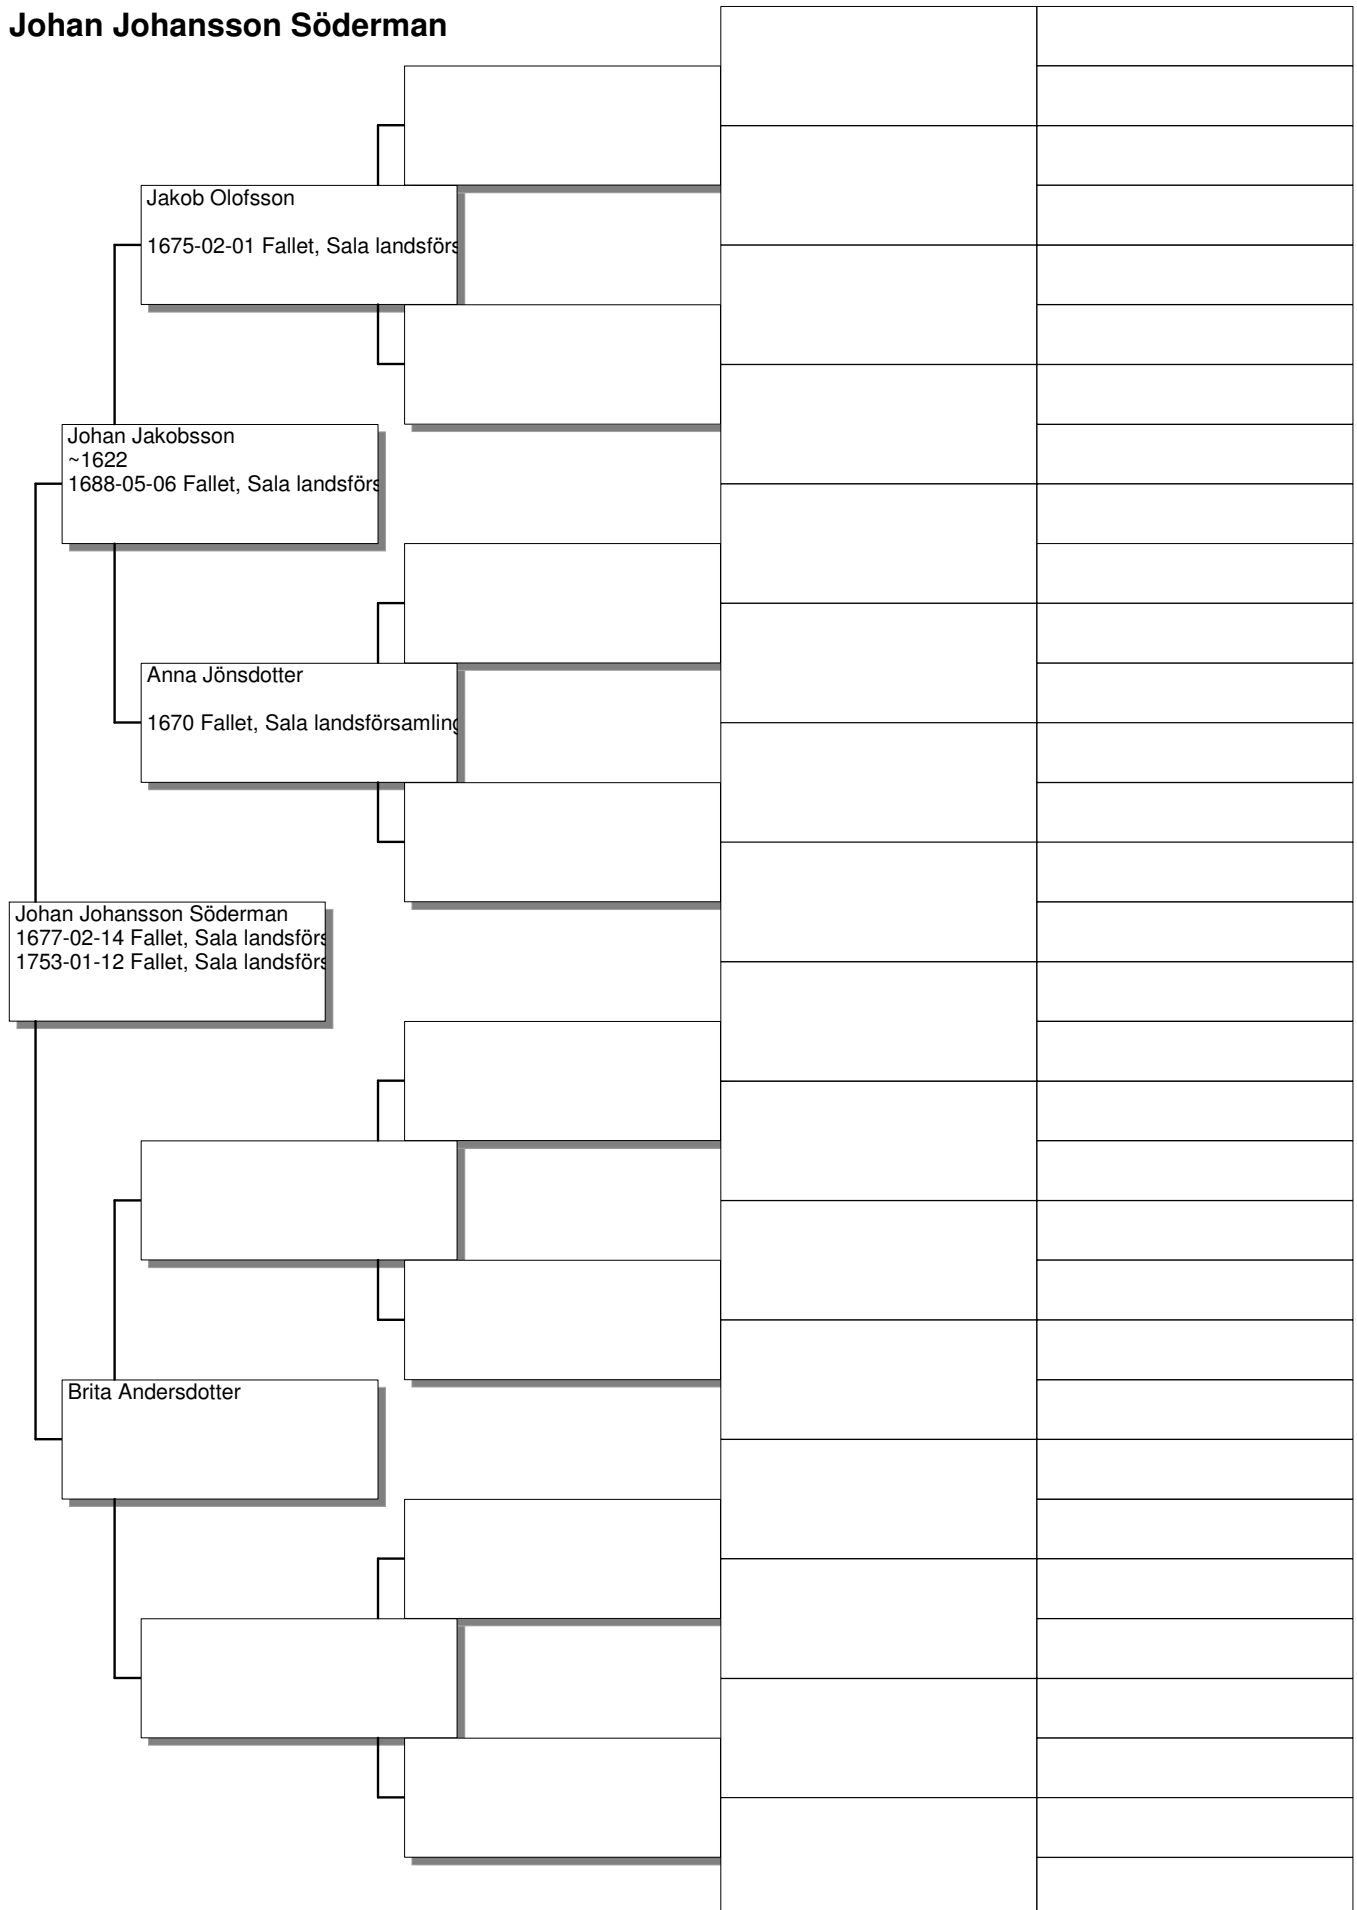 Johan Johansson Söderman
Jakob Olofsson
1675-02-01 Fallet, Sala landsförs
Johan Jakobsson
~1622
1688-05-06 Fallet, Sala landsförs
Anna Jönsdotter
1670 Fallet, Sala landsförsamling
Johan Johansson Söderman
1677-02-14 Fallet, Sala landsförs
1753-01-12 Fallet, Sala landsförs
Brita Andersdotter